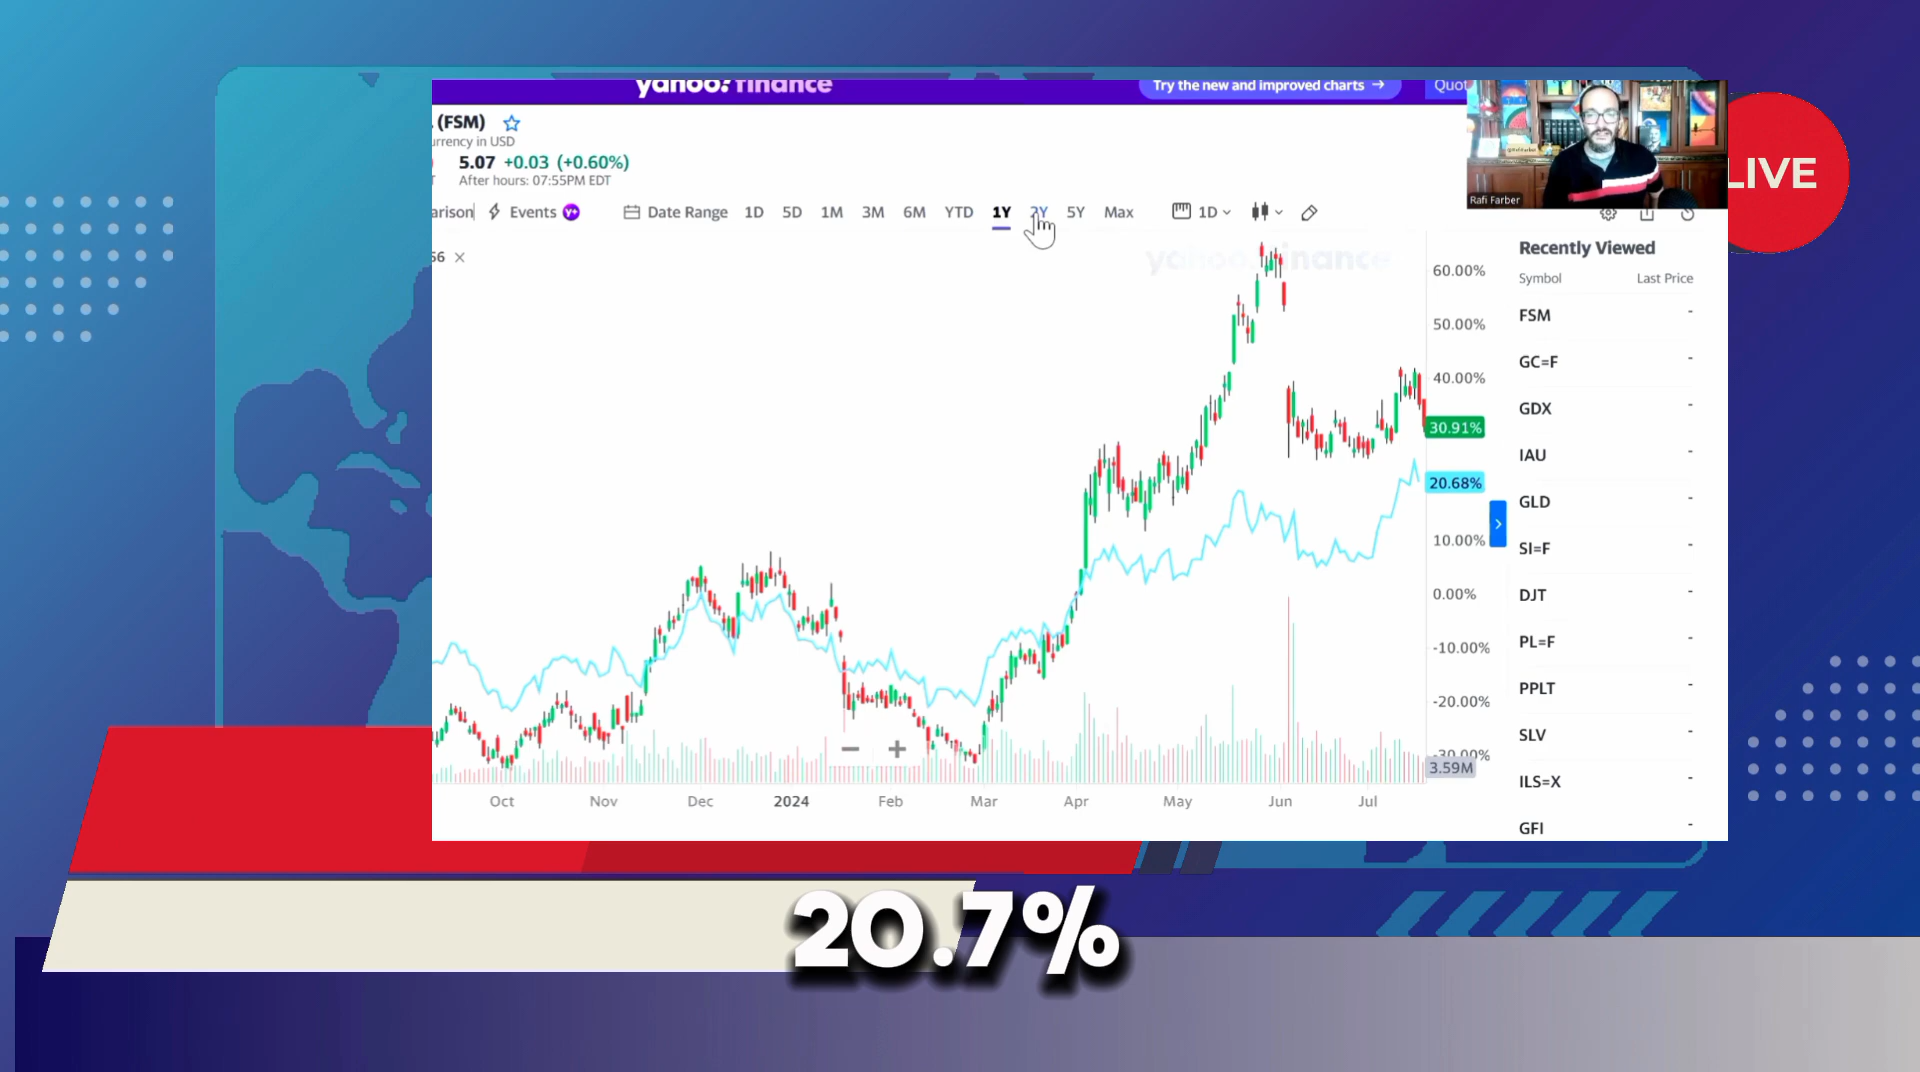 yahoo! finance
Try the new and improved charts →
Quot
(FSM)
urrency in USD
5.07 +0.03 (+0.60%)
After hours: 07:55PM EDT
Rafi Farber
LIVE
arison
Events Y+
Date Range 1D 5D 1M 3M 6M YTD 1Y 2Y 5Y Max
1D
56 ×
yahoo! finance
60.00%
50.00%
40.00%
30.91%
20.68%
10.00%
0.00%
-10.00%
-20.00%
-30.00%
3.59M
− +
Oct Nov Dec 2024 Feb Mar Apr May Jun Jul
Recently Viewed
Symbol Last Price
FSM -
GC=F -
GDX -
IAU -
GLD -
SI=F -
DJT -
PL=F -
PPLT -
SLV -
ILS=X -
GFI -
20.7%